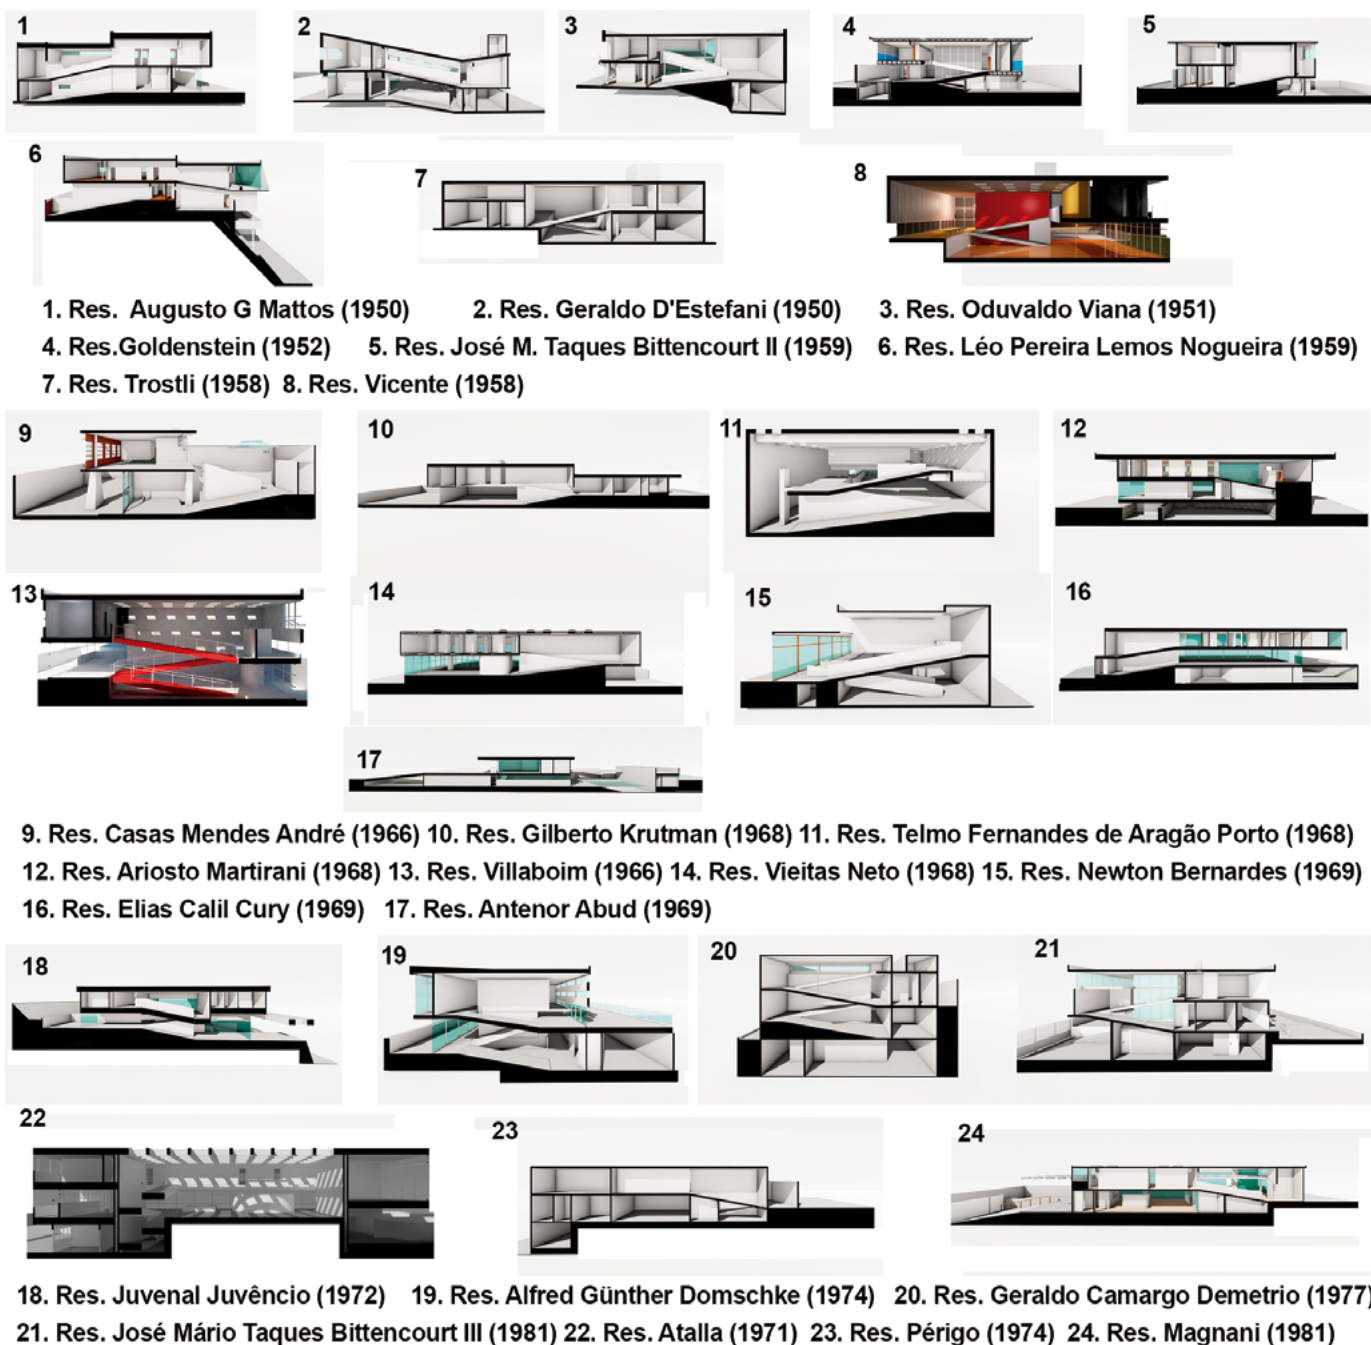 1 2 3 4 5
6 7 8
1. Res. Augusto G Mattos (1950) 2. Res. Geraldo D'Estefani (1950) 3. Res. Oduvaldo Viana (1951)
4. Res.Goldenstein (1952) 5. Res. José M. Taques Bittencourt II (1959) 6. Res. Léo Pereira Lemos Nogueira (1959)
7. Res. Trostli (1958) 8. Res. Vicente (1958)
9 10 11 12
13 14 15 16
17
9. Res. Casas Mendes André (1966) 10. Res. Gilberto Krutman (1968) 11. Res. Telmo Fernandes de Aragão Porto (1968)
12. Res. Ariosto Martirani (1968) 13. Res. Villaboim (1966) 14. Res. Vieitas Neto (1968) 15. Res. Newton Bernardes (1969)
16. Res. Elias Calil Cury (1969) 17. Res. Antenor Abud (1969)
18 19 20 21
22 23 24
18. Res. Juvenal Juvêncio (1972) 19. Res. Alfred Günther Domschke (1974) 20. Res. Geraldo Camargo Demetrio (1977)
21. Res. José Mário Taques Bittencourt III (1981) 22. Res. Atalla (1971) 23. Res. Périgo (1974) 24. Res. Magnani (1981)